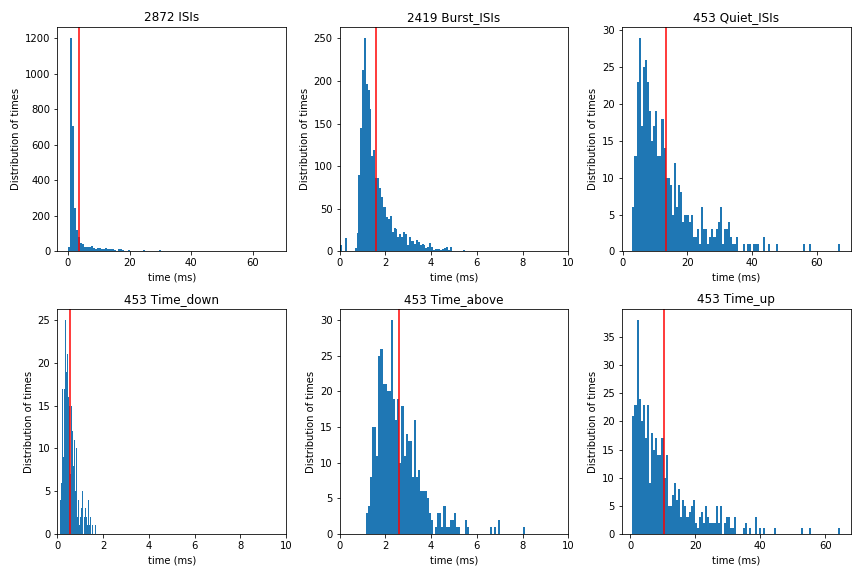 2872 ISIs
2419 Burst_ISIs
453 Quiet_ISIs
Distribution of times
1200
1000
800
600
400
200
0
0 20 40 60
time (ms)
Distribution of times
250
200
150
100
50
0
0 2 4 6 8 10
time (ms)
Distribution of times
30
25
20
15
10
5
0
0 20 40 60
time (ms)
453 Time_down
453 Time_above
453 Time_up
Distribution of times
25
20
15
10
5
0
0 2 4 6 8 10
time (ms)
Distribution of times
30
25
20
15
10
5
0
0 2 4 6 8 10
time (ms)
Distribution of times
35
30
25
20
15
10
5
0
0 20 40 60
time (ms)